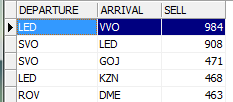 DEPARTURE ARRIVAL SELL
LED VVO 984
SVO LED 908
SVO GOJ 471
LED KZN 468
ROV DME 463